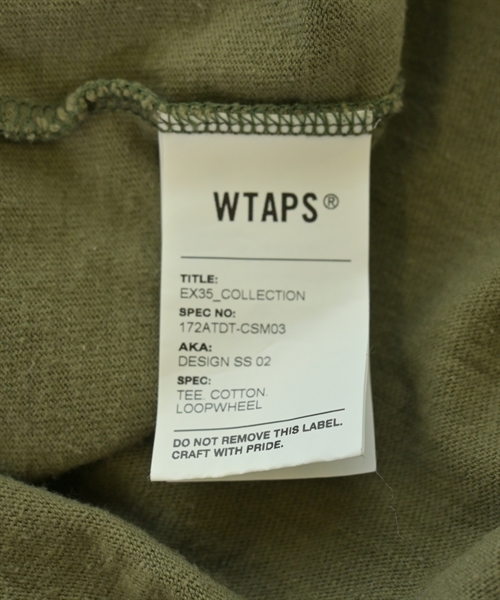 WTAPS®
TITLE:
EX35_COLLECTION
SPEC NO:
172ATDT-CSM03
AKA:
DESIGN SS 02
SPEC:
TEE. COTTON.
LOOPWHEEL
DO NOT REMOVE THIS LABEL.
CRAFT WITH PRIDE.